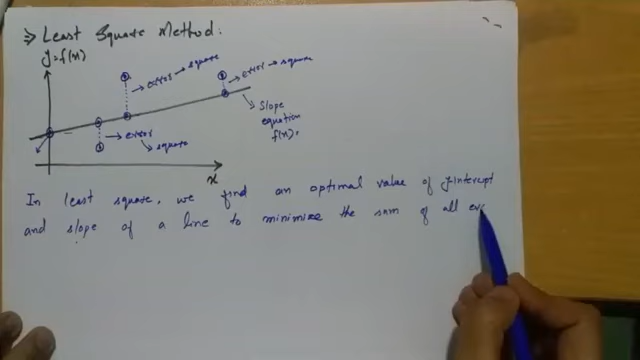 ⇒ Least Square Method:
y=f(x)
→ error → square
→ error → square
→ error
↘ square
Slope
equation
f(x).
x
In least square, we find an optimal value of y-intercept
and slope of a line to minimize the sum of all err